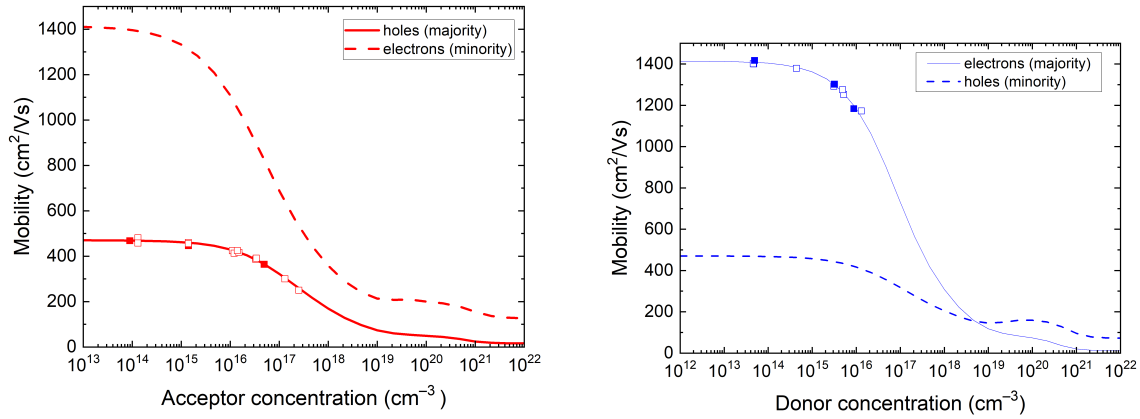 1400
1200
1000
800
600
400
200
0
Mobility (cm²/Vs)
holes (majority)
electrons (minority)
10¹³ 10¹⁴ 10¹⁵ 10¹⁶ 10¹⁷ 10¹⁸ 10¹⁹ 10²⁰ 10²¹ 10²²
Acceptor concentration (cm⁻³)
1400
1200
1000
800
600
400
200
0
Mobility (cm²/Vs)
electrons (majority)
holes (minority)
10¹² 10¹³ 10¹⁴ 10¹⁵ 10¹⁶ 10¹⁷ 10¹⁸ 10¹⁹ 10²⁰ 10²¹ 10²²
Donor concentration (cm⁻³)